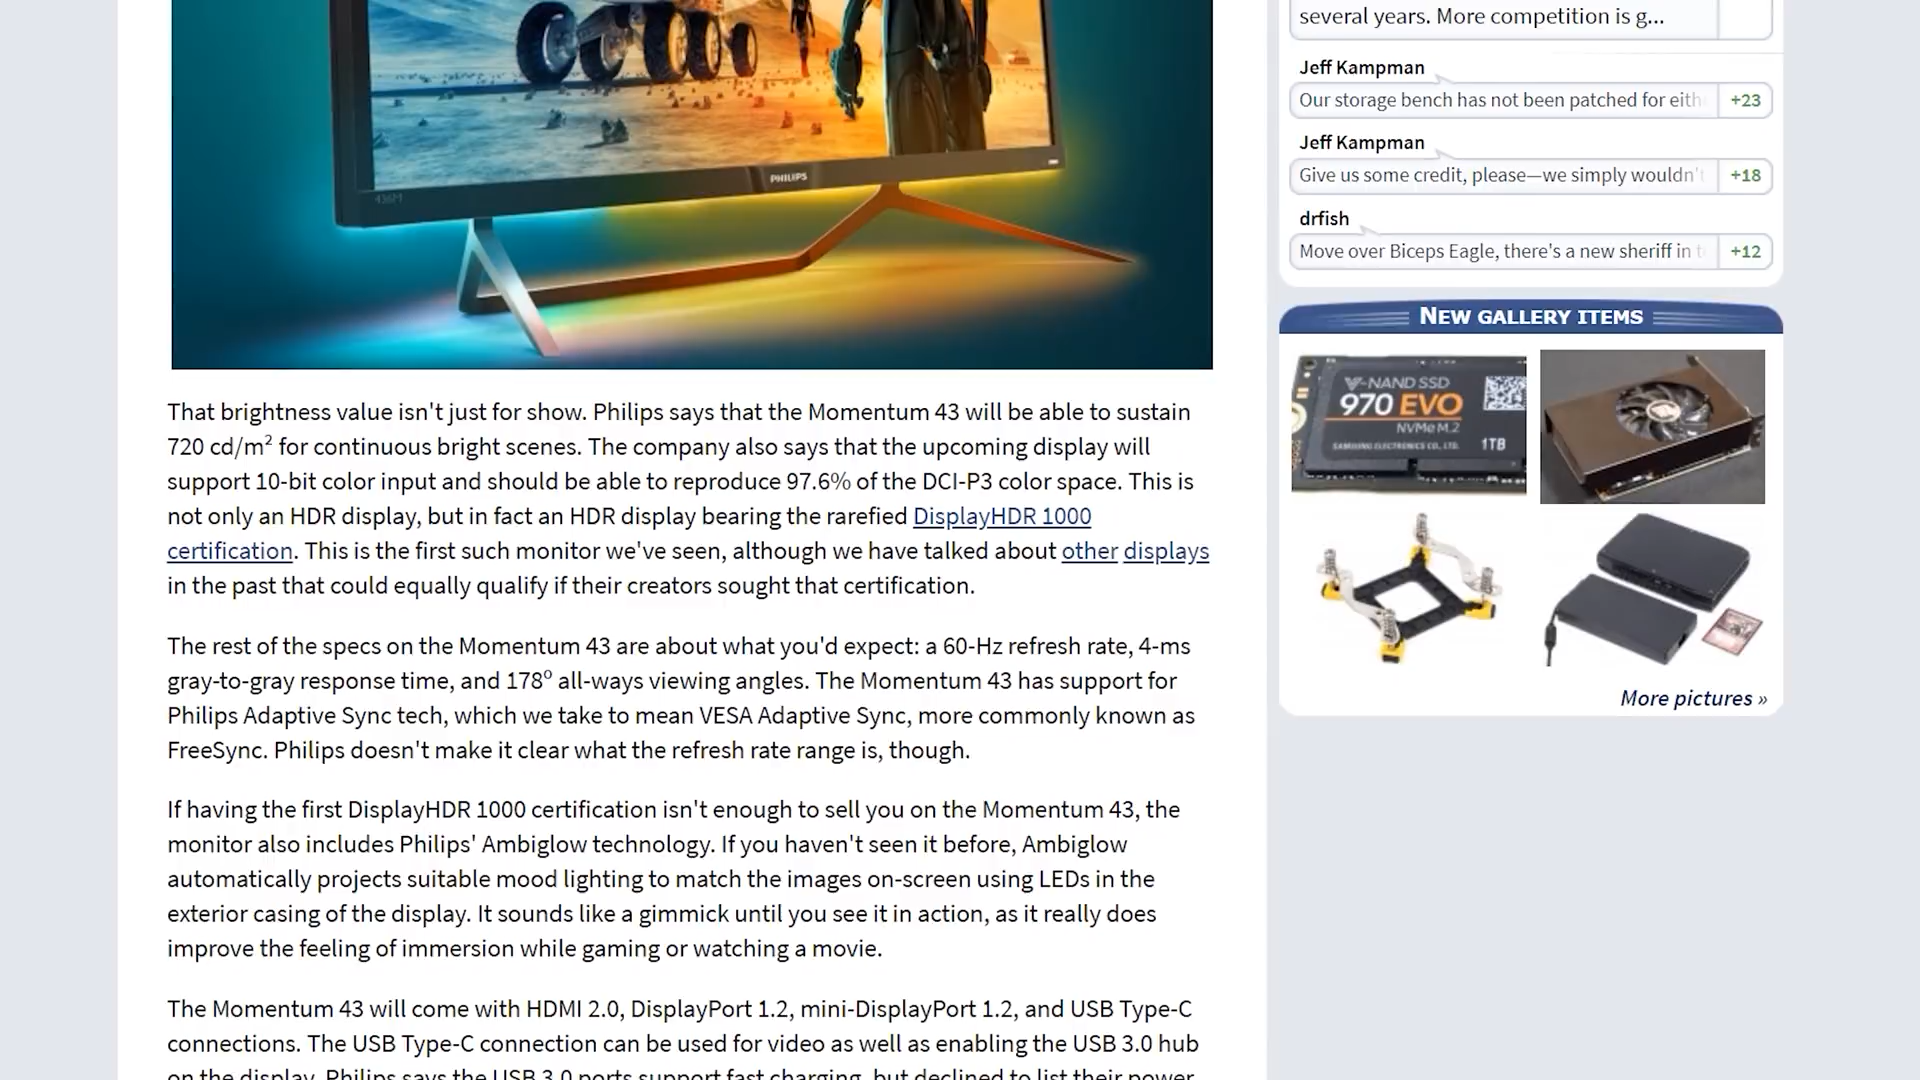 several years. More competition is g...
Jeff Kampman
Our storage bench has not been patched for eith
+23
Jeff Kampman
Give us some credit, please—we simply wouldn't
+18
drfish
Move over Biceps Eagle, there's a new sheriff in t
+12
NEW GALLERY ITEMS
V-NAND SSD
970 EVO
NVMe M.2
SAMSUNG ELECTRONICS CO., LTD.
1TB
More pictures »
PHILIPS
436M
That brightness value isn't just for show. Philips says that the Momentum 43 will be able to sustain
720 cd/m² for continuous bright scenes. The company also says that the upcoming display will
support 10-bit color input and should be able to reproduce 97.6% of the DCI-P3 color space. This is
not only an HDR display, but in fact an HDR display bearing the rarefied DisplayHDR 1000
certification. This is the first such monitor we've seen, although we have talked about other displays
in the past that could equally qualify if their creators sought that certification.
The rest of the specs on the Momentum 43 are about what you'd expect: a 60-Hz refresh rate, 4-ms
gray-to-gray response time, and 178º all-ways viewing angles. The Momentum 43 has support for
Philips Adaptive Sync tech, which we take to mean VESA Adaptive Sync, more commonly known as
FreeSync. Philips doesn't make it clear what the refresh rate range is, though.
If having the first DisplayHDR 1000 certification isn't enough to sell you on the Momentum 43, the
monitor also includes Philips' Ambiglow technology. If you haven't seen it before, Ambiglow
automatically projects suitable mood lighting to match the images on-screen using LEDs in the
exterior casing of the display. It sounds like a gimmick until you see it in action, as it really does
improve the feeling of immersion while gaming or watching a movie.
The Momentum 43 will come with HDMI 2.0, DisplayPort 1.2, mini-DisplayPort 1.2, and USB Type-C
connections. The USB Type-C connection can be used for video as well as enabling the USB 3.0 hub
on the display. Philips says the USB 3.0 ports support fast charging, but declined to list their power